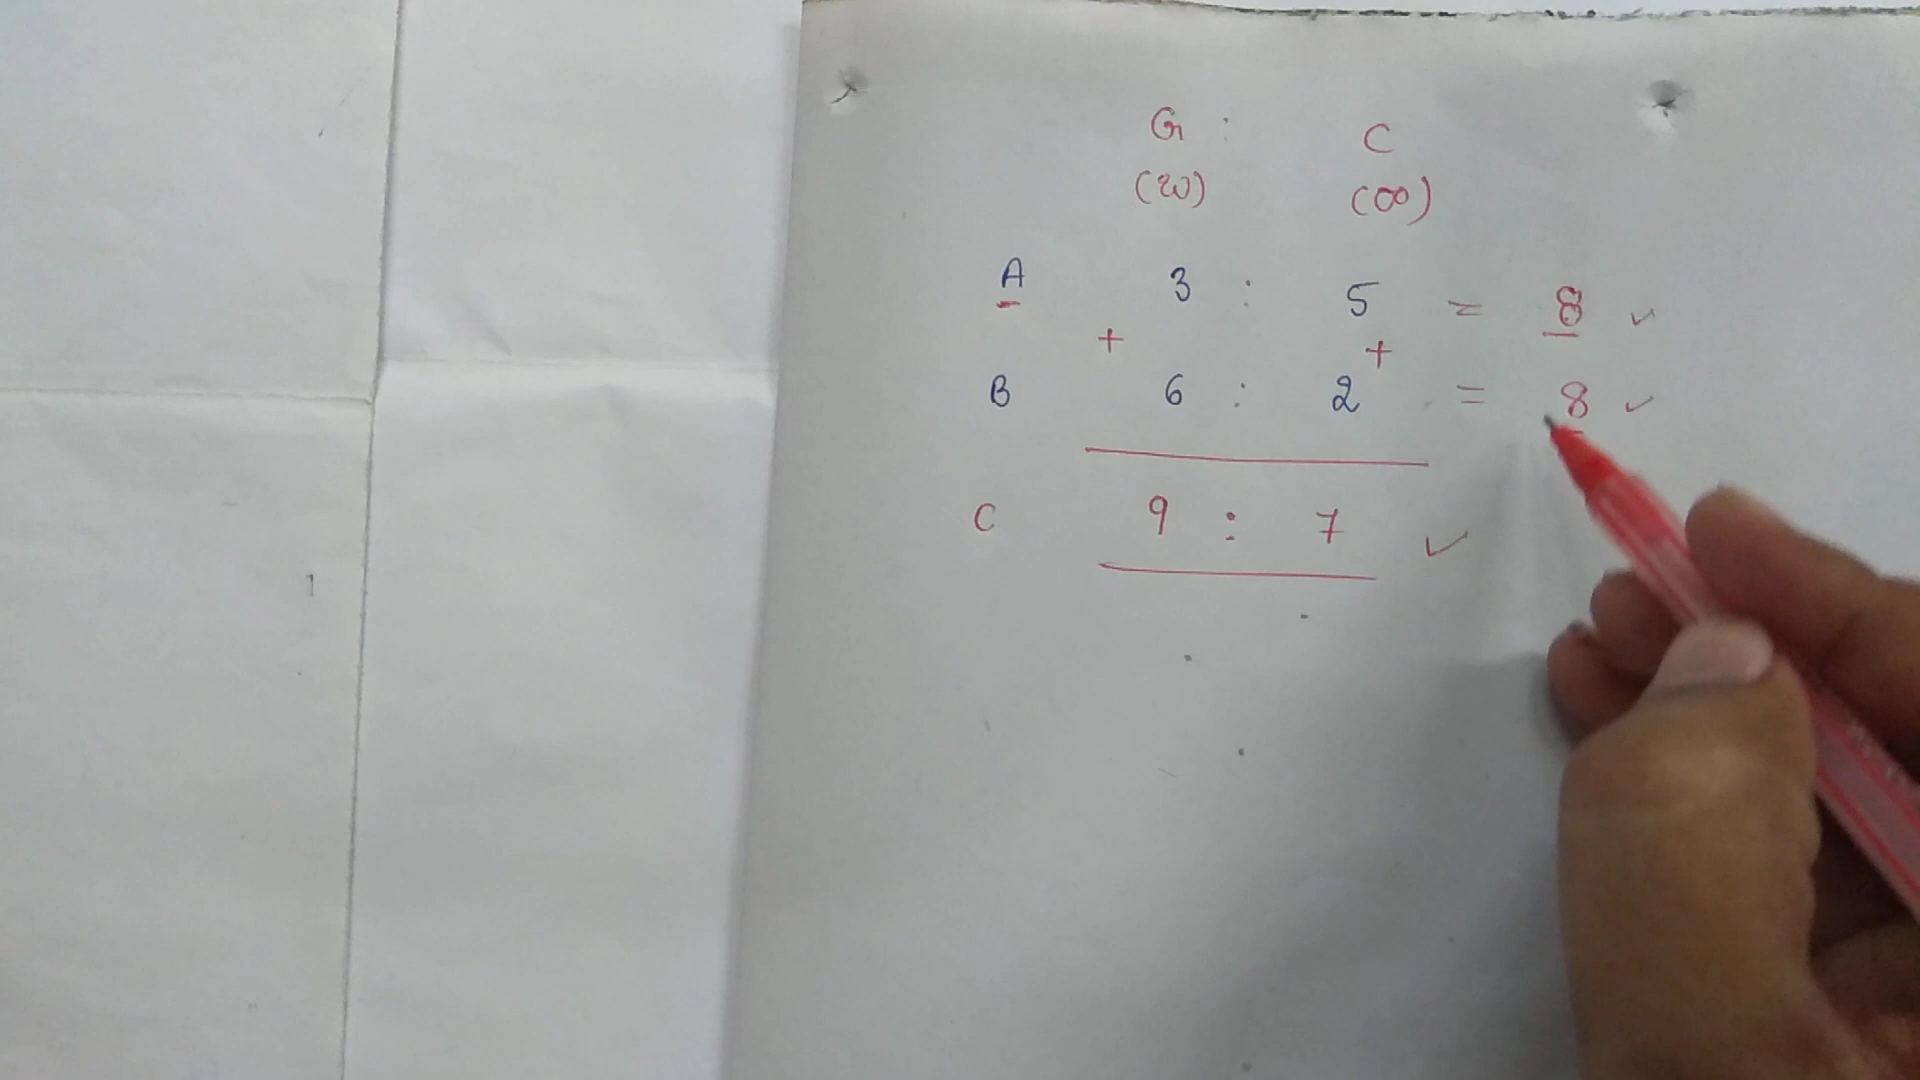 G : C
A 3 : 5 = 8 ✓
+ +
B 6 : 2 = 8 ✓
C 9 : 7 ✓